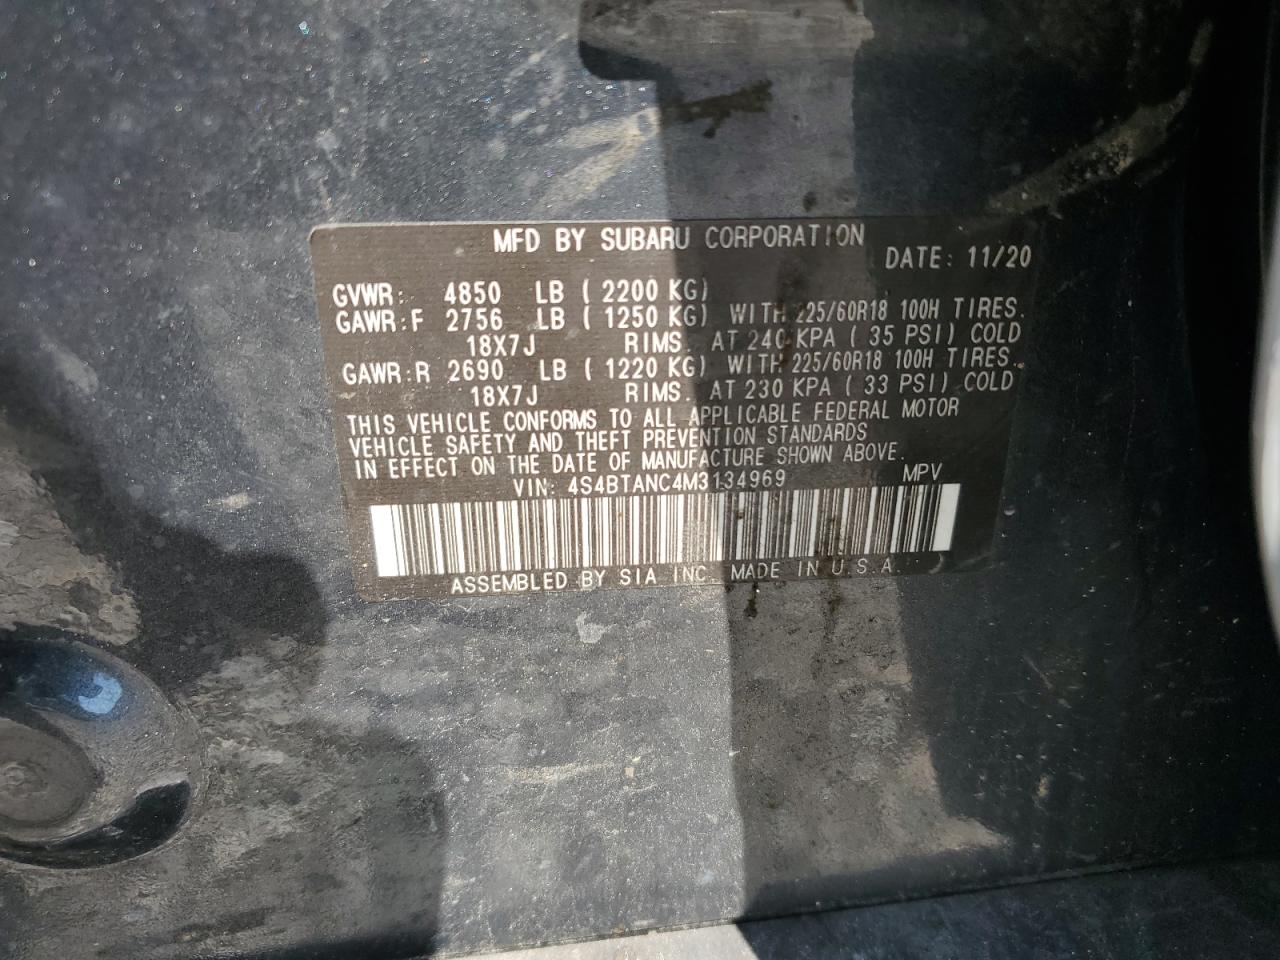 MFD BY SUBARU CORPORATION DATE: 11/20
GVWR: 4850 LB (2200 KG)
GAWR:F 2756 LB (1250 KG) WITH 225/60R18 100H TIRES.
18X7J RIMS. AT 240 KPA (35 PSI) COLD
GAWR:R 2690 LB (1220 KG) WITH 225/60R18 100H TIRES.
18X7J RIMS. AT 230 KPA (33 PSI) COLD
THIS VEHICLE CONFORMS TO ALL APPLICABLE FEDERAL MOTOR
VEHICLE SAFETY AND THEFT PREVENTION STANDARDS
IN EFFECT ON THE DATE OF MANUFACTURE SHOWN ABOVE.
VIN: 4S4BTANC4M3134969 MPV
ASSEMBLED BY SIA INC. MADE IN U.S.A.